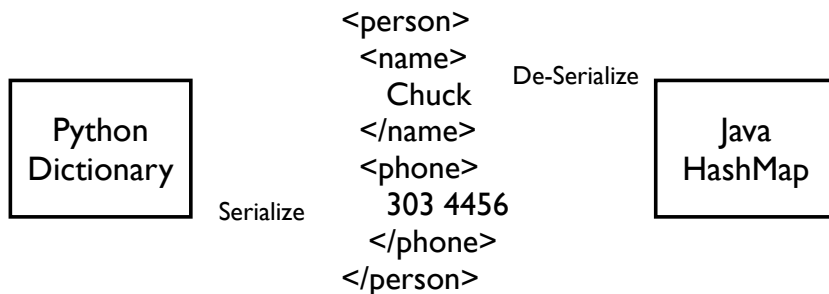 Python
Dictionary
Serialize
<person>
<name>
Chuck
</name>
<phone>
303 4456
</phone>
</person>
De-Serialize
Java
HashMap